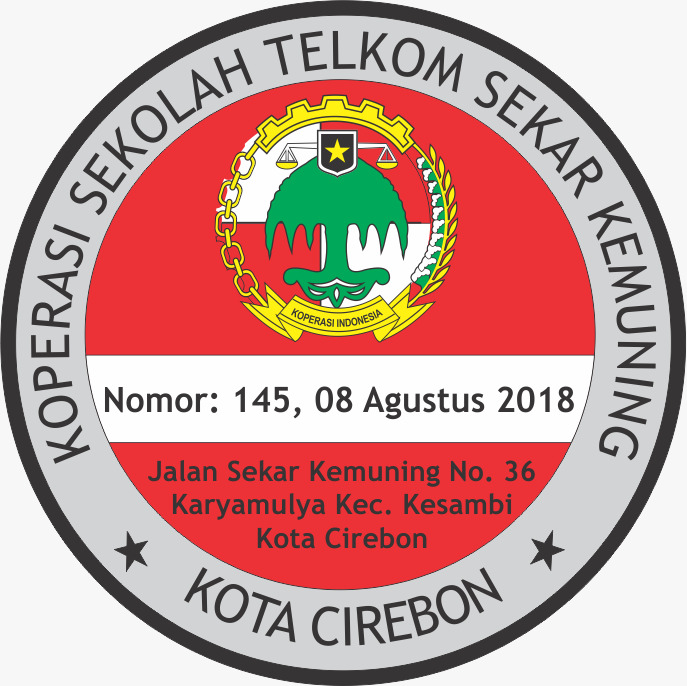 KOPERASI SEKOLAH TELKOM SEKAR KEMUNING
KOPERASI INDONESIA
Nomor: 145, 08 Agustus 2018
Jalan Sekar Kemuning No. 36
Karyamulya Kec. Kesambi
Kota Cirebon
KOTA CIREBON